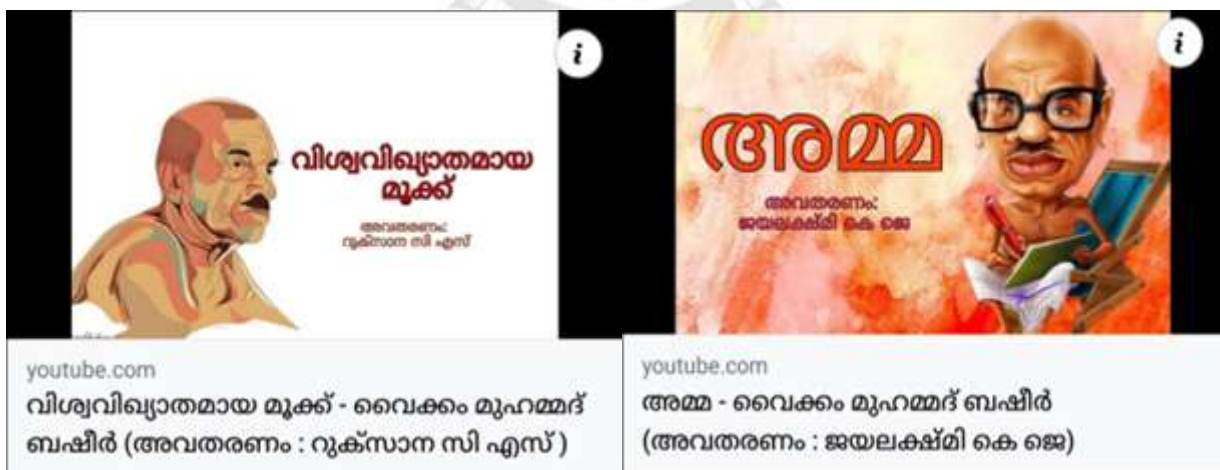 വിശ്വവിഖ്യാതമായ
മൂക്ക്
അവതരണം:
റുക്സാന സി എസ്
youtube.com
വിശ്വവിഖ്യാതമായ മൂക്ക് - വൈക്കം മുഹമ്മദ്
ബഷീർ (അവതരണം : റുക്സാന സി എസ് )
അമ്മ
അവതരണം:
ജയലക്ഷ്മി കെ ജെ
youtube.com
അമ്മ - വൈക്കം മുഹമ്മദ് ബഷീർ
(അവതരണം : ജയലക്ഷ്മി കെ ജെ)